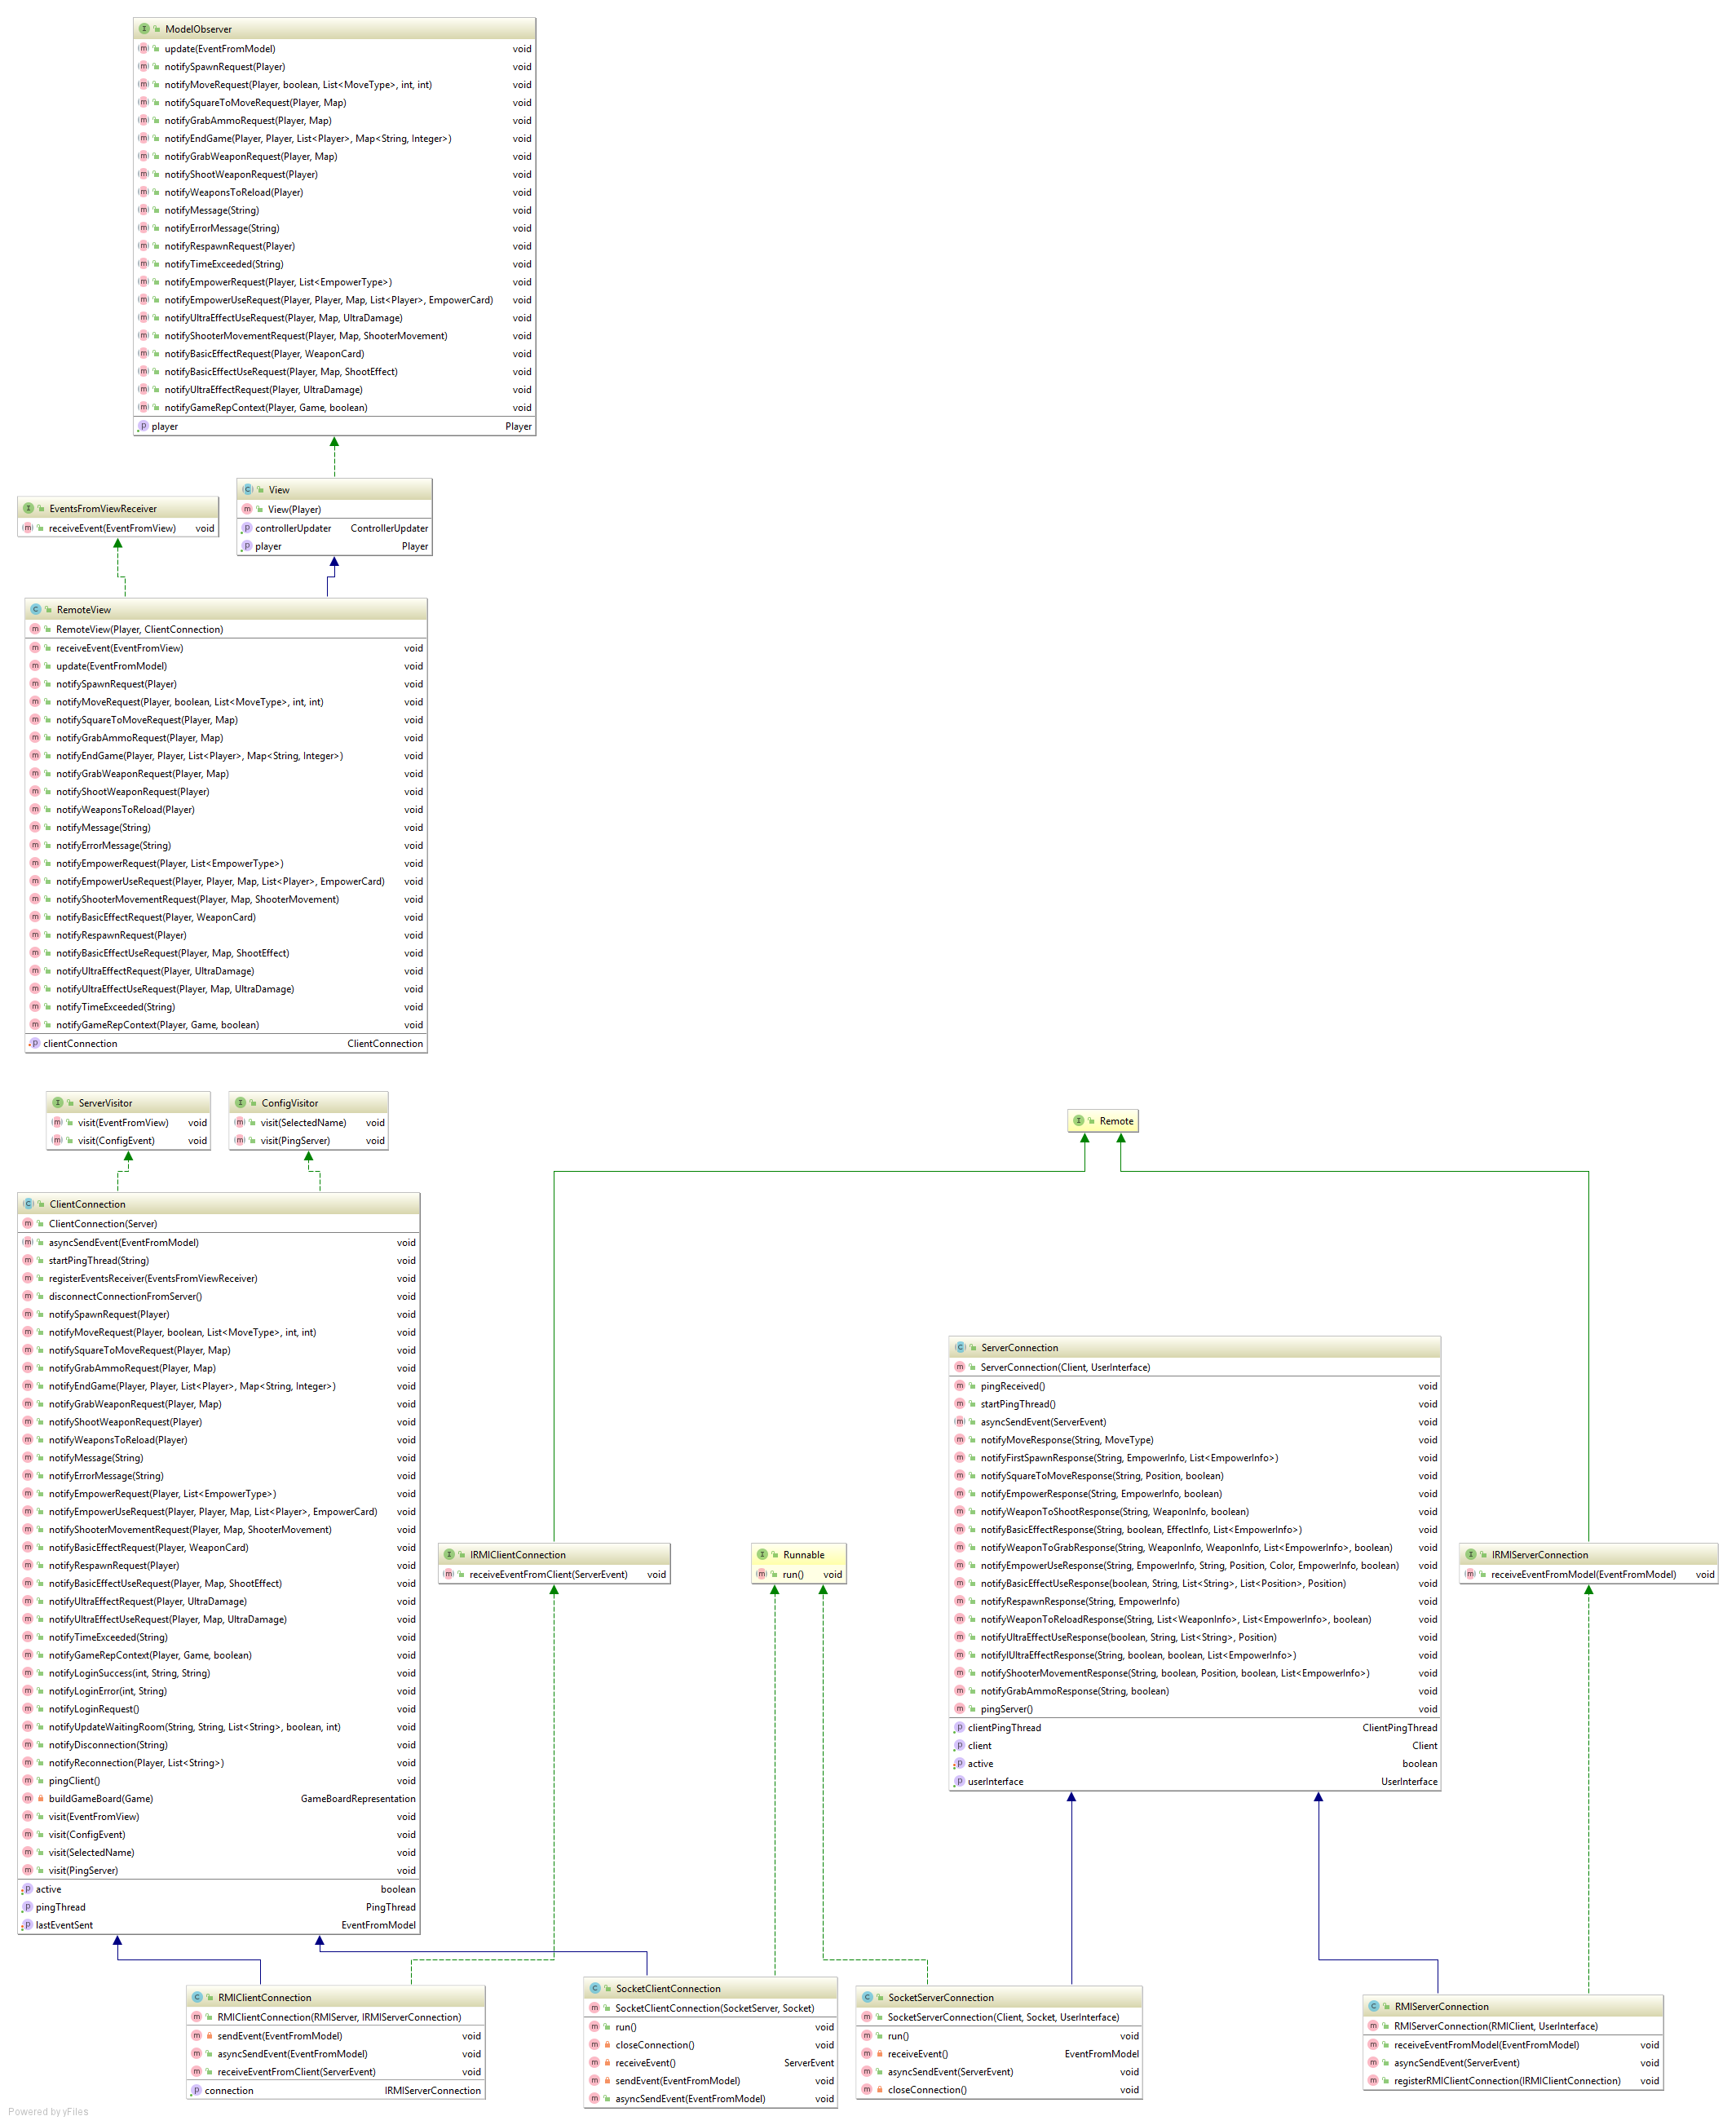 ModelObserver
update(EventFromModel) void
notifySpawnRequest(Player) void
notifyMoveRequest(Player, boolean, List<MoveType>, int, int) void
notifySquareToMoveRequest(Player, Map) void
notifyGrabAmmoRequest(Player, Map) void
notifyEndGame(Player, Player, List<Player>, Map<String, Integer>) void
notifyGrabWeaponRequest(Player, Map) void
notifyShootWeaponRequest(Player) void
notifyWeaponsToReload(Player) void
notifyMessage(String) void
notifyErrorMessage(String) void
notifyRespawnRequest(Player) void
notifyTimeExceeded(String) void
notifyEmpowerRequest(Player, List<EmpowerType>) void
notifyEmpowerUseRequest(Player, Player, Map, List<Player>, EmpowerCard) void
notifyUltraEffectUseRequest(Player, Map, UltraDamage) void
notifyShooterMovementRequest(Player, Map, ShooterMovement) void
notifyBasicEffectRequest(Player, WeaponCard) void
notifyBasicEffectUseRequest(Player, Map, ShootEffect) void
notifyUltraEffectRequest(Player, UltraDamage) void
notifyGameRepContext(Player, Game, boolean) void
player Player
EventsFromViewReceiver
receiveEvent(EventFromView) void
View
View(Player)
controllerUpdater ControllerUpdater
player Player
RemoteView
RemoteView(Player, ClientConnection)
receiveEvent(EventFromView) void
update(EventFromModel) void
notifySpawnRequest(Player) void
notifyMoveRequest(Player, boolean, List<MoveType>, int, int) void
notifySquareToMoveRequest(Player, Map) void
notifyGrabAmmoRequest(Player, Map) void
notifyEndGame(Player, Player, List<Player>, Map<String, Integer>) void
notifyGrabWeaponRequest(Player, Map) void
notifyShootWeaponRequest(Player) void
notifyWeaponsToReload(Player) void
notifyMessage(String) void
notifyErrorMessage(String) void
notifyEmpowerRequest(Player, List<EmpowerType>) void
notifyEmpowerUseRequest(Player, Player, Map, List<Player>, EmpowerCard) void
notifyShooterMovementRequest(Player, Map, ShooterMovement) void
notifyBasicEffectRequest(Player, WeaponCard) void
notifyRespawnRequest(Player) void
notifyBasicEffectUseRequest(Player, Map, ShootEffect) void
notifyUltraEffectRequest(Player, UltraDamage) void
notifyUltraEffectUseRequest(Player, Map, UltraDamage) void
notifyTimeExceeded(String) void
notifyGameRepContext(Player, Game, boolean) void
clientConnection ClientConnection
ServerVisitor
visit(EventFromView) void
visit(ConfigEvent) void
ConfigVisitor
visit(SelectedName) void
visit(PingServer) void
Remote
ClientConnection
ClientConnection(Server)
asyncSendEvent(EventFromModel) void
startPingThread(String) void
registerEventsReceiver(EventsFromViewReceiver) void
disconnectConnectionFromServer() void
notifySpawnRequest(Player) void
notifyMoveRequest(Player, boolean, List<MoveType>, int, int) void
notifySquareToMoveRequest(Player, Map) void
notifyGrabAmmoRequest(Player, Map) void
notifyEndGame(Player, Player, List<Player>, Map<String, Integer>) void
notifyGrabWeaponRequest(Player, Map) void
notifyShootWeaponRequest(Player) void
notifyWeaponsToReload(Player) void
notifyMessage(String) void
notifyErrorMessage(String) void
notifyEmpowerRequest(Player, List<EmpowerType>) void
notifyEmpowerUseRequest(Player, Player, Map, List<Player>, EmpowerCard) void
notifyShooterMovementRequest(Player, Map, ShooterMovement) void
notifyBasicEffectRequest(Player, WeaponCard) void
notifyRespawnRequest(Player) void
notifyBasicEffectUseRequest(Player, Map, ShootEffect) void
notifyUltraEffectRequest(Player, UltraDamage) void
notifyUltraEffectUseRequest(Player, Map, UltraDamage) void
notifyTimeExceeded(String) void
notifyGameRepContext(Player, Game, boolean) void
notifyLoginSuccess(int, String, String) void
notifyLoginError(int, String) void
notifyLoginRequest() void
notifyUpdateWaitingRoom(String, String, List<String>, boolean, int) void
notifyDisconnection(String) void
notifyReconnection(Player, List<String>) void
pingClient() void
buildGameBoard(Game) GameBoardRepresentation
visit(EventFromView) void
visit(ConfigEvent) void
visit(SelectedName) void
visit(PingServer) void
active boolean
pingThread PingThread
lastEventSent EventFromModel
ServerConnection
ServerConnection(Client, UserInterface)
pingReceived() void
startPingThread() void
asyncSendEvent(ServerEvent) void
notifyMoveResponse(String, MoveType) void
notifyFirstSpawnResponse(String, EmpowerInfo, List<EmpowerInfo>) void
notifySquareToMoveResponse(String, Position, boolean) void
notifyEmpowerResponse(String, EmpowerInfo, boolean) void
notifyWeaponToShootResponse(String, WeaponInfo, boolean) void
notifyBasicEffectResponse(String, boolean, EffectInfo, List<EmpowerInfo>) void
notifyWeaponToGrabResponse(String, WeaponInfo, WeaponInfo, List<EmpowerInfo>, boolean) void
notifyEmpowerUseResponse(String, EmpowerInfo, String, Position, Color, EmpowerInfo, boolean) void
notifyBasicEffectUseResponse(boolean, String, List<String>, List<Position>, Position) void
notifyRespawnResponse(String, EmpowerInfo) void
notifyWeaponToReloadResponse(String, List<WeaponInfo>, List<EmpowerInfo>, boolean) void
notifyUltraEffectUseResponse(boolean, String, List<String>, Position) void
notifyIUltraEffectResponse(String, boolean, boolean, List<EmpowerInfo>) void
notifyShooterMovementResponse(String, boolean, Position, boolean, List<EmpowerInfo>) void
notifyGrabAmmoResponse(String, boolean) void
pingServer() void
clientPingThread ClientPingThread
client Client
active boolean
userInterface UserInterface
IRMIClientConnection
receiveEventFromClient(ServerEvent) void
Runnable
run() void
IRMIServerConnection
receiveEventFromModel(EventFromModel) void
RMIClientConnection
RMIClientConnection(RMIServer, IRMIServerConnection)
sendEvent(EventFromModel) void
asyncSendEvent(EventFromModel) void
receiveEventFromClient(ServerEvent) void
connection IRMIServerConnection
SocketClientConnection
SocketClientConnection(SocketServer, Socket)
run() void
closeConnection() void
receiveEvent() ServerEvent
sendEvent(EventFromModel) void
asyncSendEvent(EventFromModel) void
SocketServerConnection
SocketServerConnection(Client, Socket, UserInterface)
run() void
receiveEvent() EventFromModel
asyncSendEvent(ServerEvent) void
closeConnection() void
RMIServerConnection
RMIServerConnection(RMIClient, UserInterface)
receiveEventFromModel(EventFromModel) void
asyncSendEvent(ServerEvent) void
registerRMIClientConnection(IRMIClientConnection) void
Powered by yFiles